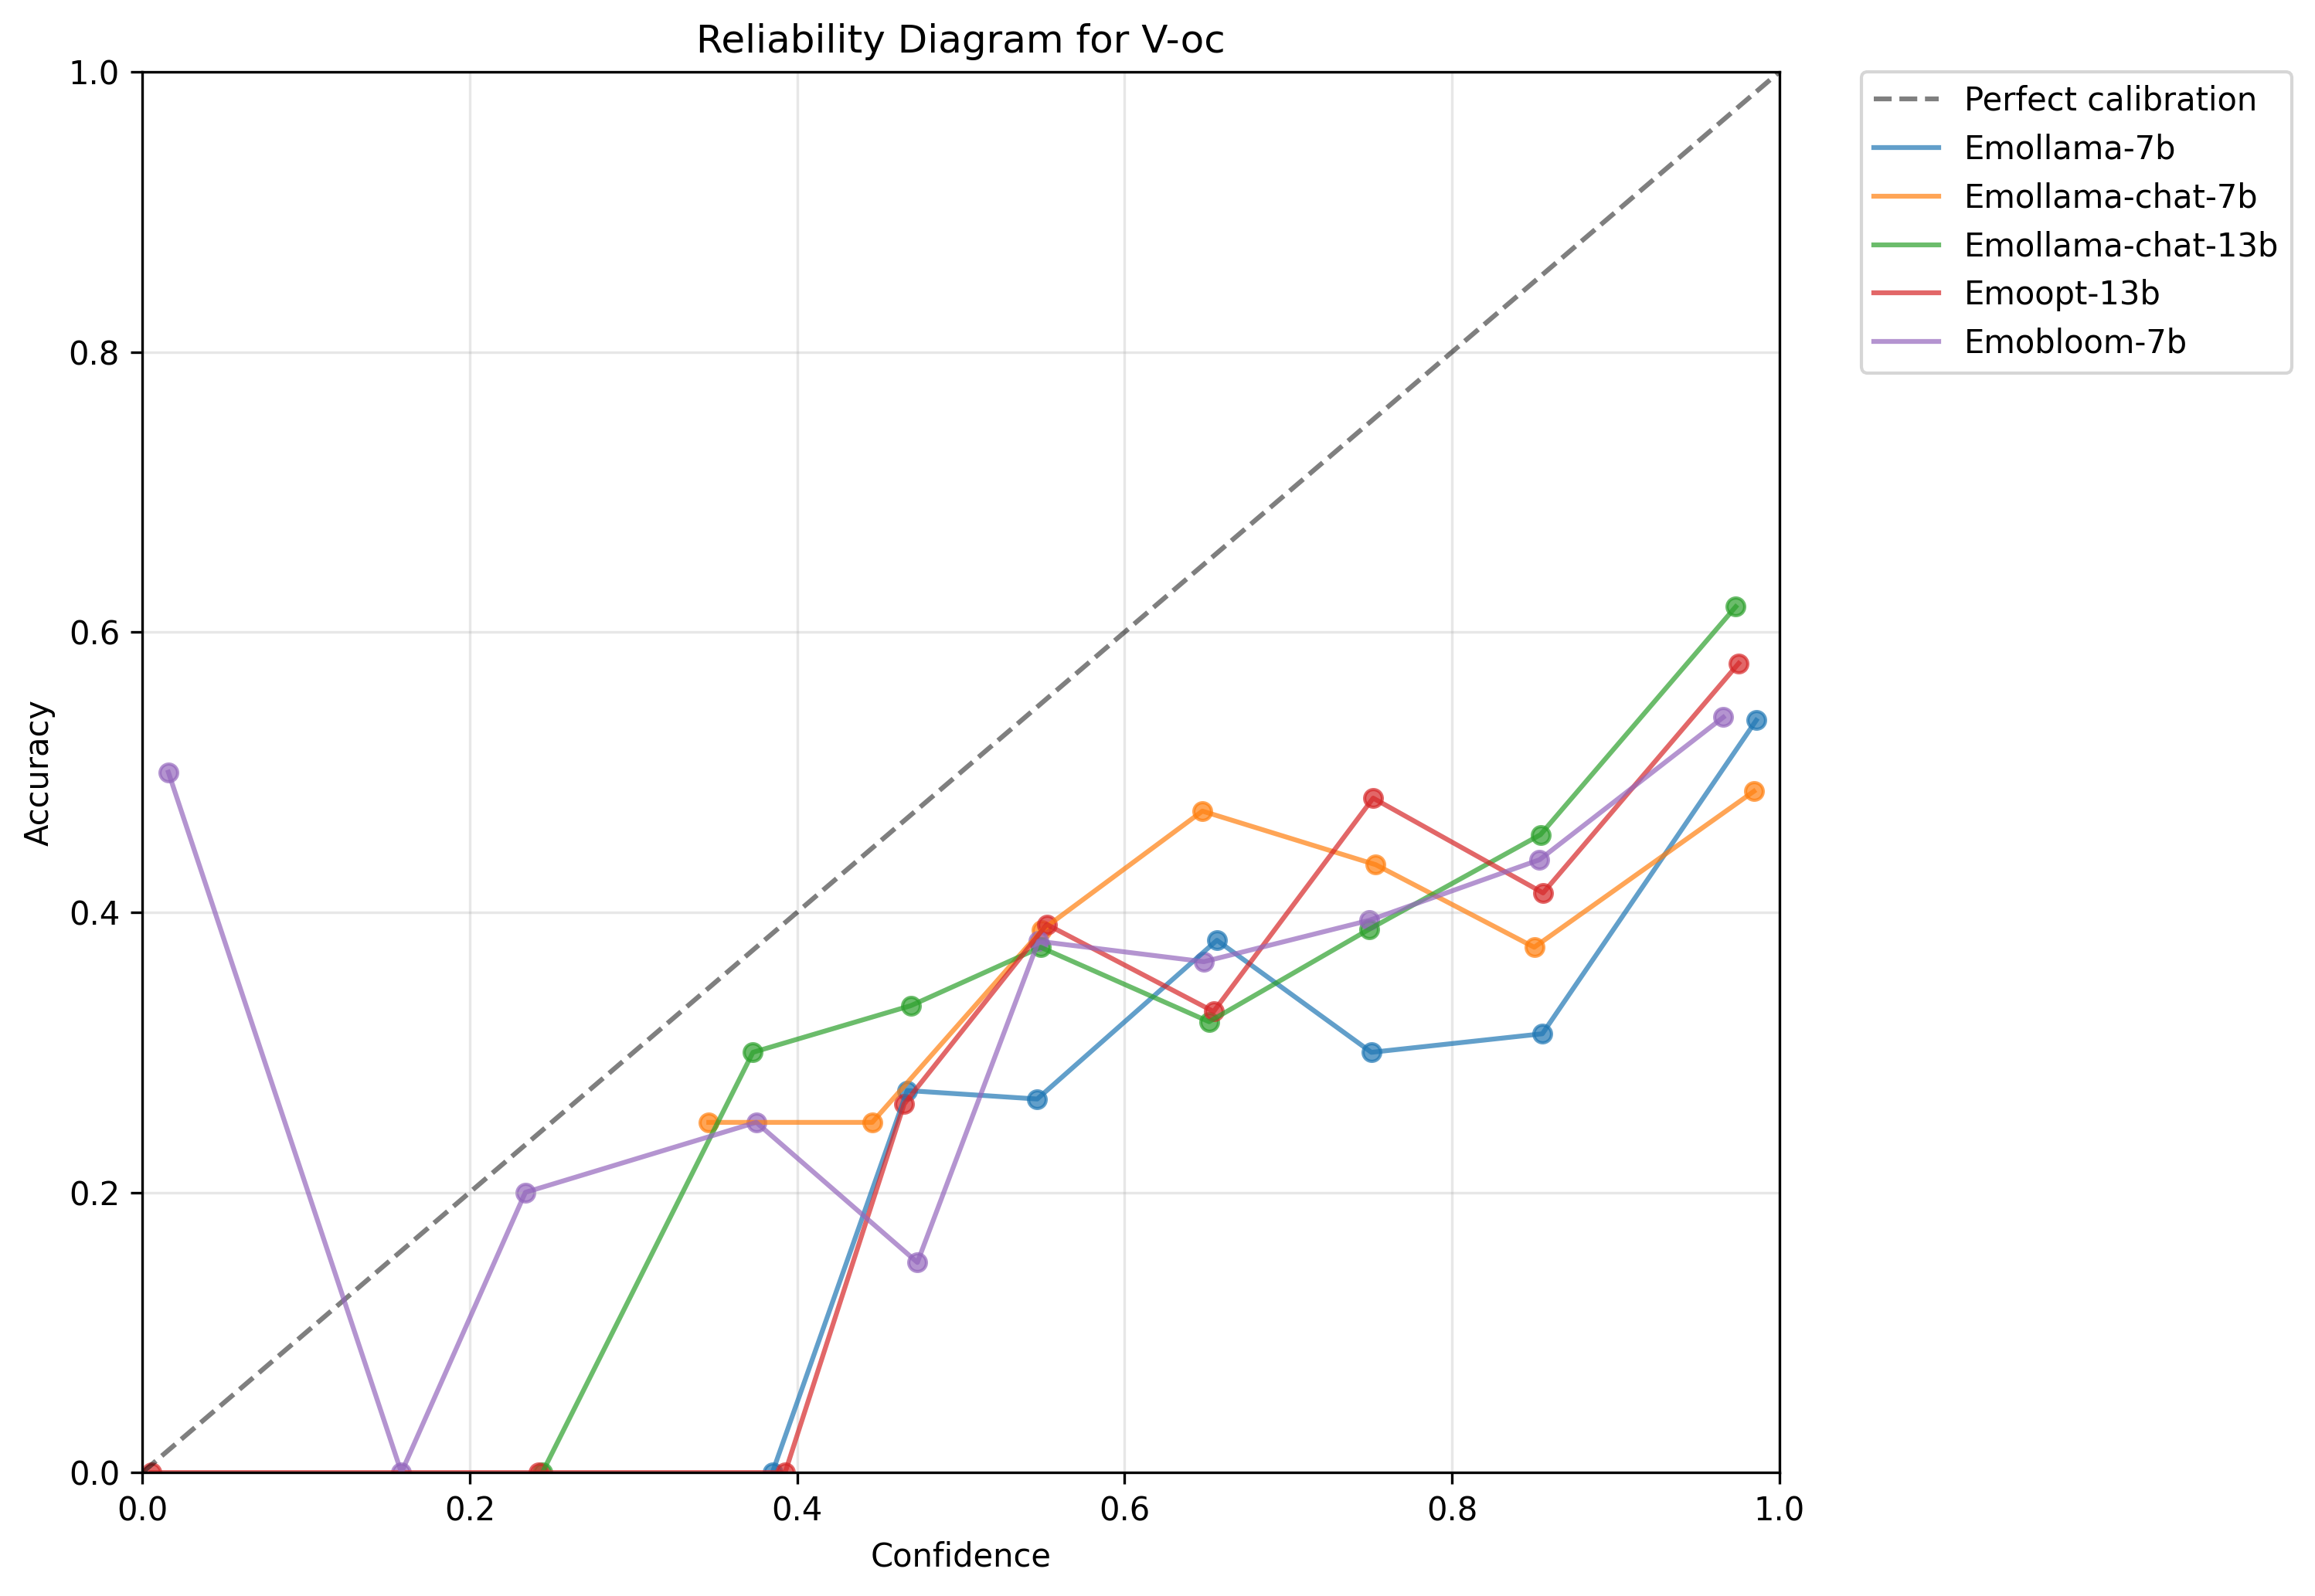 Reliability Diagram for V-oc
1.0
0.8
0.6
0.4
0.2
0.0
Accuracy
0.0 0.2 0.4 0.6 0.8 1.0
Confidence
Perfect calibration
Emollama-7b
Emollama-chat-7b
Emollama-chat-13b
Emoopt-13b
Emobloom-7b